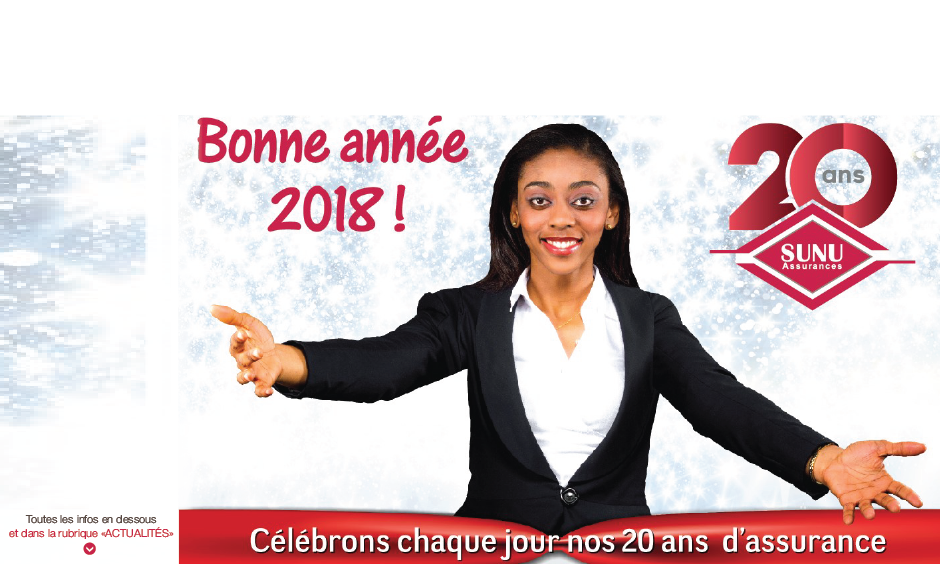 Bonne année
2018 !
20
ans
SUNU
Assurances
Toutes les infos en dessous
et dans la rubrique «ACTUALITÉS»
Célébrons chaque jour nos 20 ans d'assurance